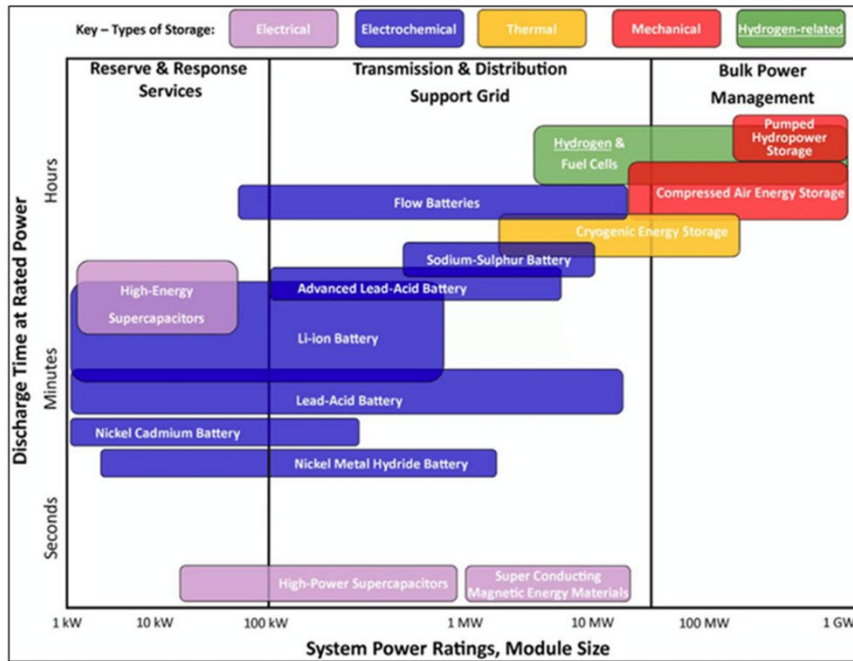 Key – Types of Storage: Electrical Electrochemical Thermal Mechanical Hydrogen-related
Reserve & Response
Services
Transmission & Distribution
Support Grid
Bulk Power
Management
Pumped
Hydropower
Storage
Hydrogen &
Fuel Cells
Compressed Air Energy Storage
Flow Batteries
Cryogenic Energy Storage
Sodium-Sulphur Battery
Advanced Lead-Acid Battery
High-Energy
Supercapacitors
Li-ion Battery
Lead-Acid Battery
Nickel Cadmium Battery
Nickel Metal Hydride Battery
High-Power Supercapacitors
Super Conducting
Magnetic Energy Materials
Discharge Time at Rated Power
Hours
Minutes
Seconds
1 kW 10 kW 100 kW 1 MW 10 MW 100 MW 1 GW
System Power Ratings, Module Size